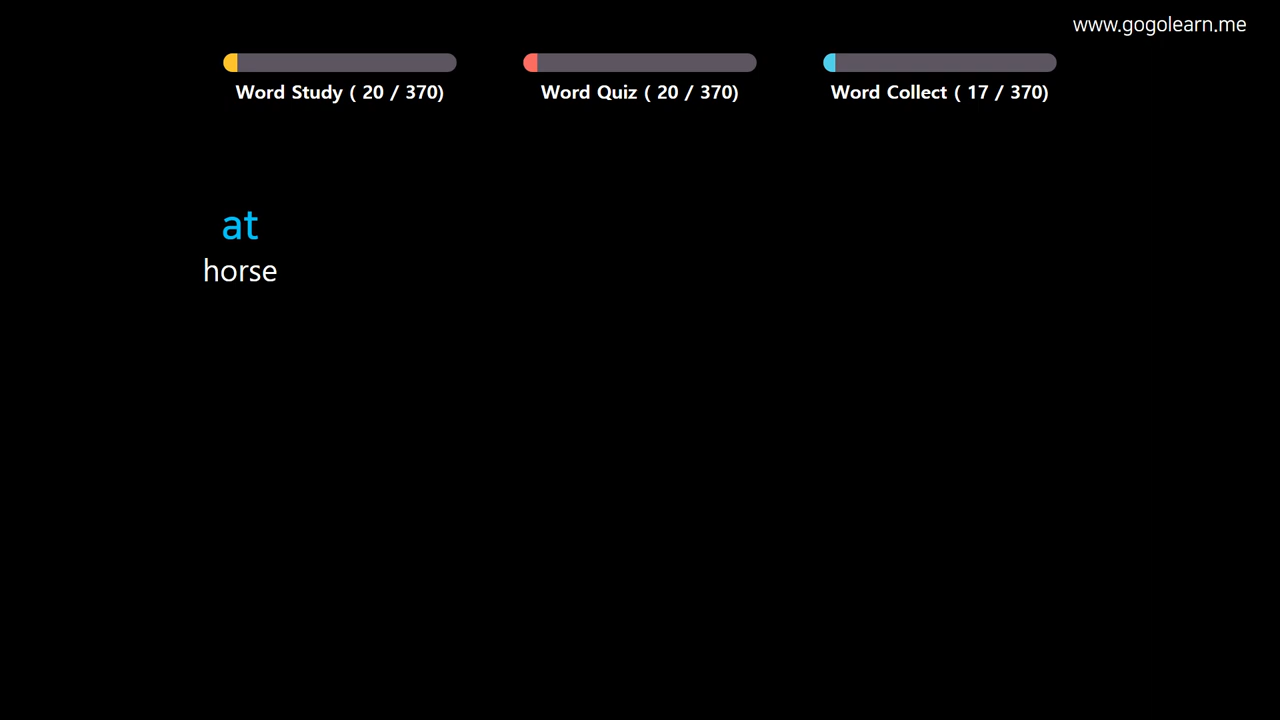 www.gogolearn.me
Word Study ( 20 / 370)
Word Quiz ( 20 / 370)
Word Collect ( 17 / 370)
at
horse